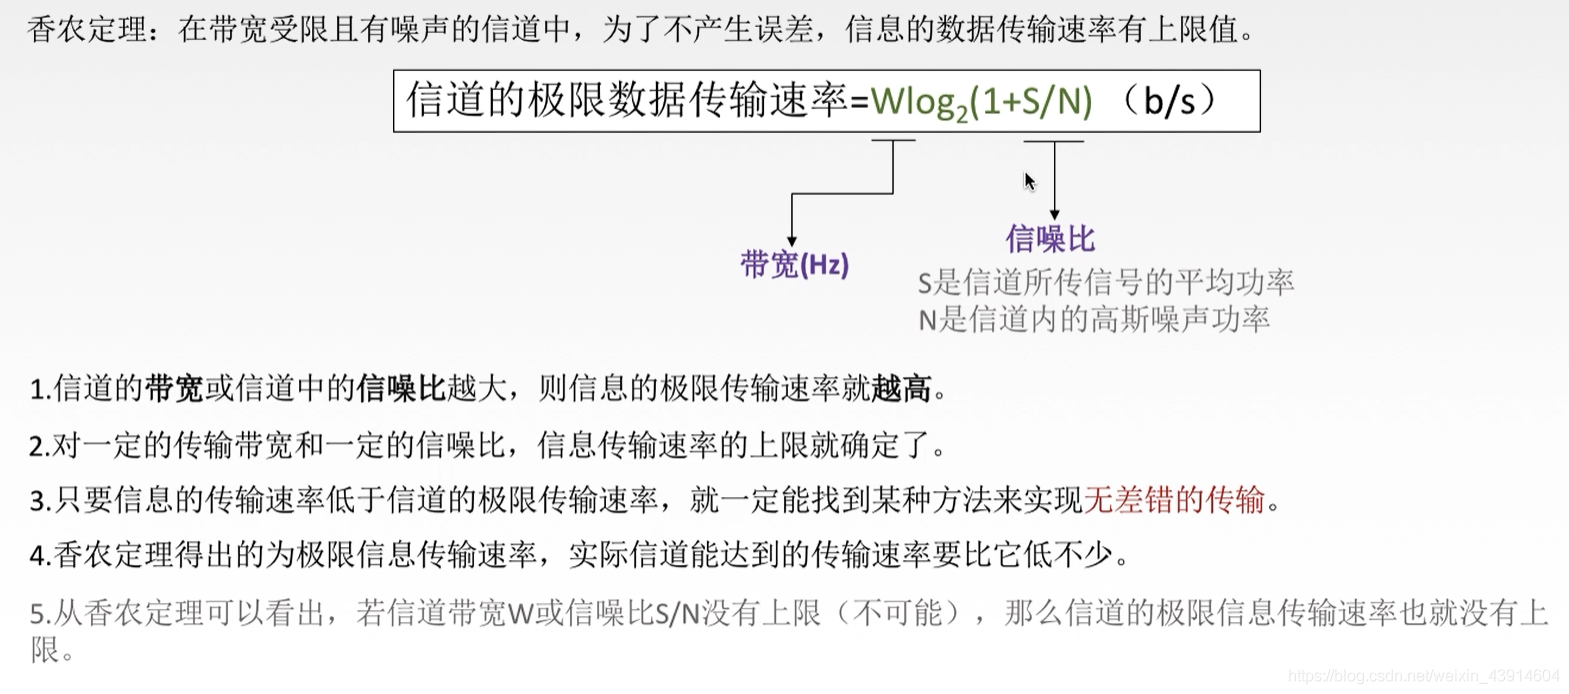 香农定理：在带宽受限且有噪声的信道中，为了不产生误差，信息的数据传输速率有上限值。
信道的极限数据传输速率=Wlog₂(1+S/N)（b/s）
带宽(Hz)
信噪比
S是信道所传信号的平均功率
N是信道内的高斯噪声功率
1.信道的带宽或信道中的信噪比越大，则信息的极限传输速率就越高。
2.对一定的传输带宽和一定的信噪比，信息传输速率的上限就确定了。
3.只要信息的传输速率低于信道的极限传输速率，就一定能找到某种方法来实现无差错的传输。
4.香农定理得出的为极限信息传输速率，实际信道能达到的传输速率要比它低不少。
5.从香农定理可以看出，若信道带宽W或信噪比S/N没有上限（不可能），那么信道的极限信息传输速率也就没有上
限。
https://blog.csdn.net/weixin_43914604